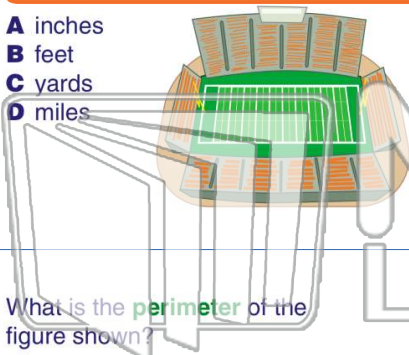 A inches
B feet
C yards
D miles
What is the perimeter of the
figure shown?